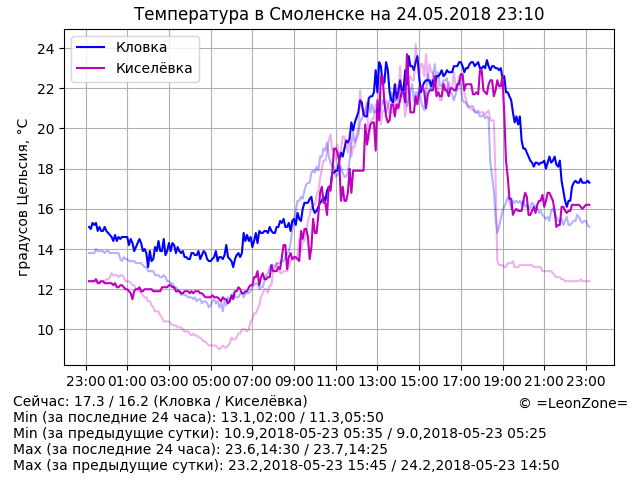 Температура в Смоленске на 24.05.2018 23:10
Кловка
Киселёвка
градусов Цельсия, °C
24
22
20
18
16
14
12
10
23:00 01:00 03:00 05:00 07:00 09:00 11:00 13:00 15:00 17:00 19:00 21:00 23:00
Сейчас: 17.3 / 16.2 (Кловка / Киселёвка)
© =LeonZone=
Min (за последние 24 часа): 13.1,02:00 / 11.3,05:50
Min (за предыдущие сутки): 10.9,2018-05-23 05:35 / 9.0,2018-05-23 05:25
Max (за последние 24 часа): 23.6,14:30 / 23.7,14:25
Max (за предыдущие сутки): 23.2,2018-05-23 15:45 / 24.2,2018-05-23 14:50